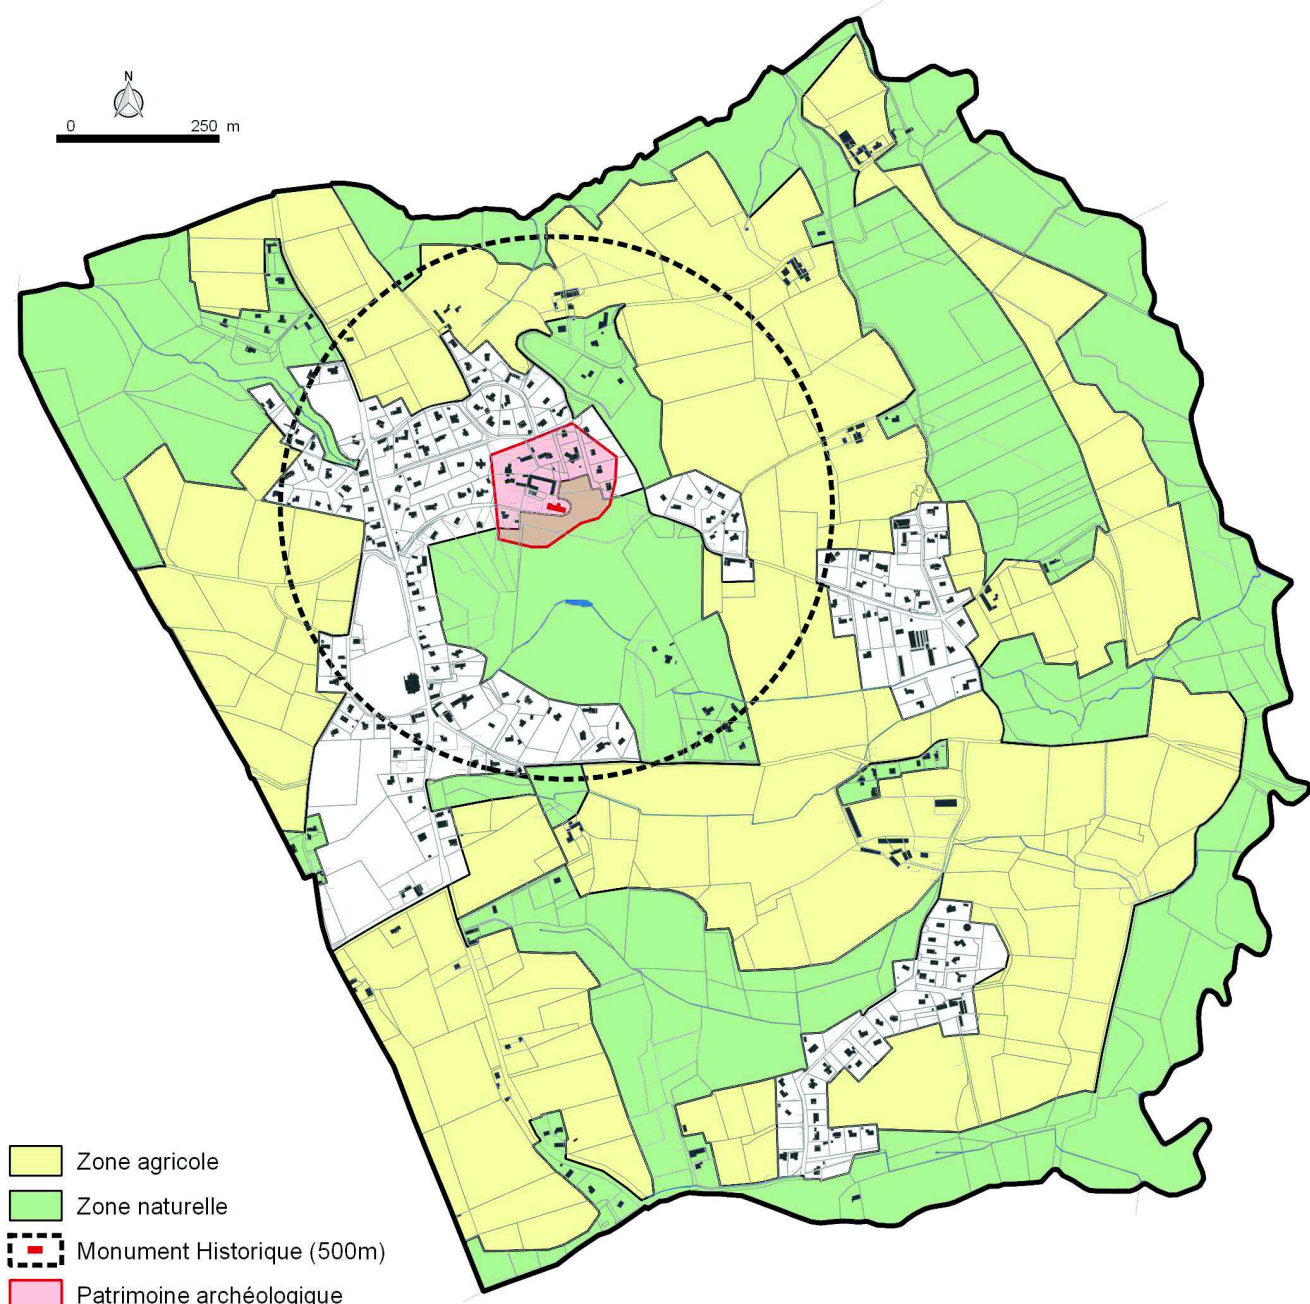 N
0 250 m
Zone agricole
Zone naturelle
Monument Historique (500m)
Patrimoine archéologique